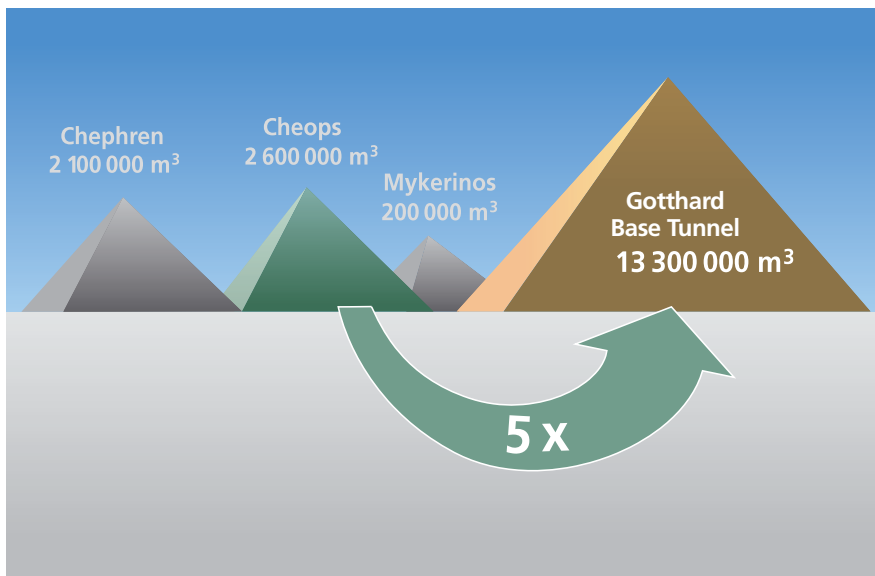 Chephren
2 100 000 m³
Cheops
2 600 000 m³
Mykerinos
200 000 m³
Gotthard
Base Tunnel
13 300 000 m³
5 x